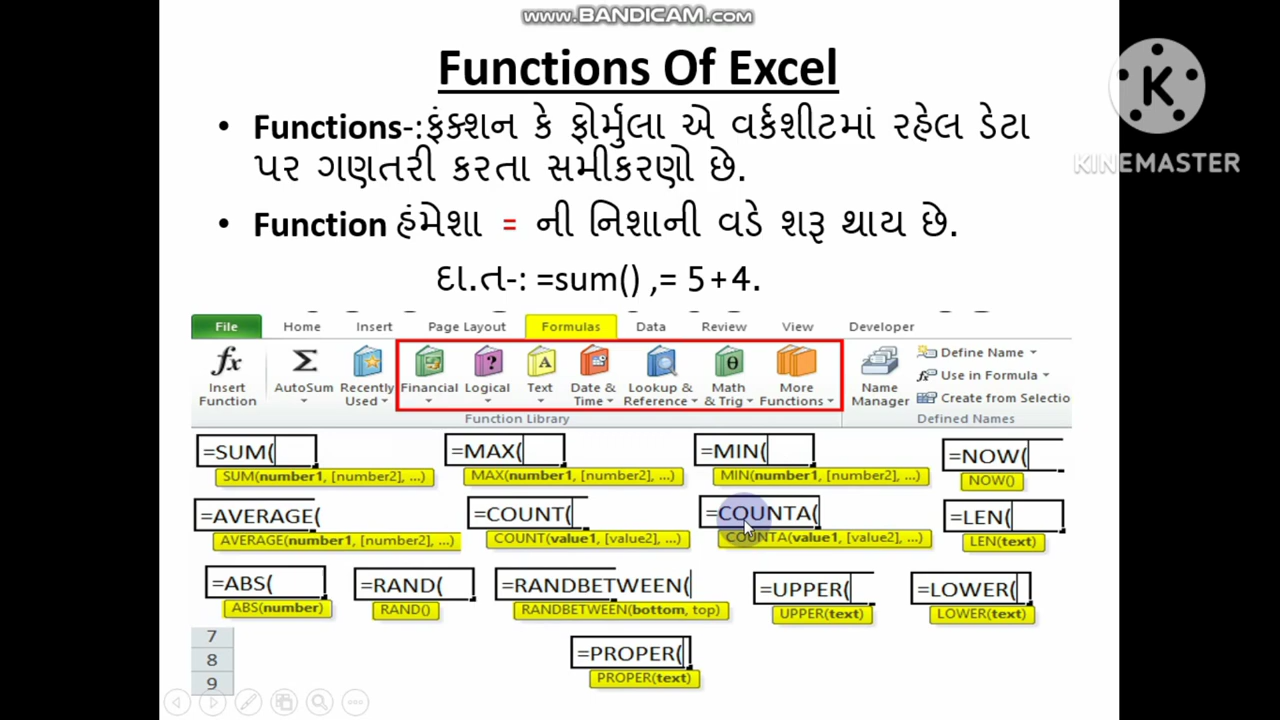 www.BANDICAM.com
Functions Of Excel
K
KINEMASTER
• Functions-:ફંક્શન કે ફોર્મુલા એ વર્કશીટમાં રહેલ ડેટા
પર ગણતરી કરતા સમીકરણો છે.
• Function હંમેશા = ની નિશાની વડે શરૂ થાય છે.
દા.ત-: =sum() ,= 5+4.
File Home Insert Page Layout Formulas Data Review View Developer
fx Insert Function
Σ AutoSum
Recently Used
Financial
Logical
Text
Date & Time
Lookup & Reference
Math & Trig
More Functions
Name Manager
Define Name
Use in Formula
Create from Selectio
Function Library
Defined Names
=SUM( =MAX( =MIN( =NOW(
SUM(number1, [number2], ...) MAX(number1, [number2], ...) MIN(number1, [number2], ...) NOW()
=AVERAGE( =COUNT( =COUNTA( =LEN(
AVERAGE(number1, [number2], ...) COUNT(value1, [value2], ...) COUNTA(value1, [value2], ...) LEN(text)
=ABS( =RAND( =RANDBETWEEN( =UPPER( =LOWER(
ABS(number) RAND() RANDBETWEEN(bottom, top) UPPER(text) LOWER(text)
7
8 =PROPER(
9 PROPER(text)